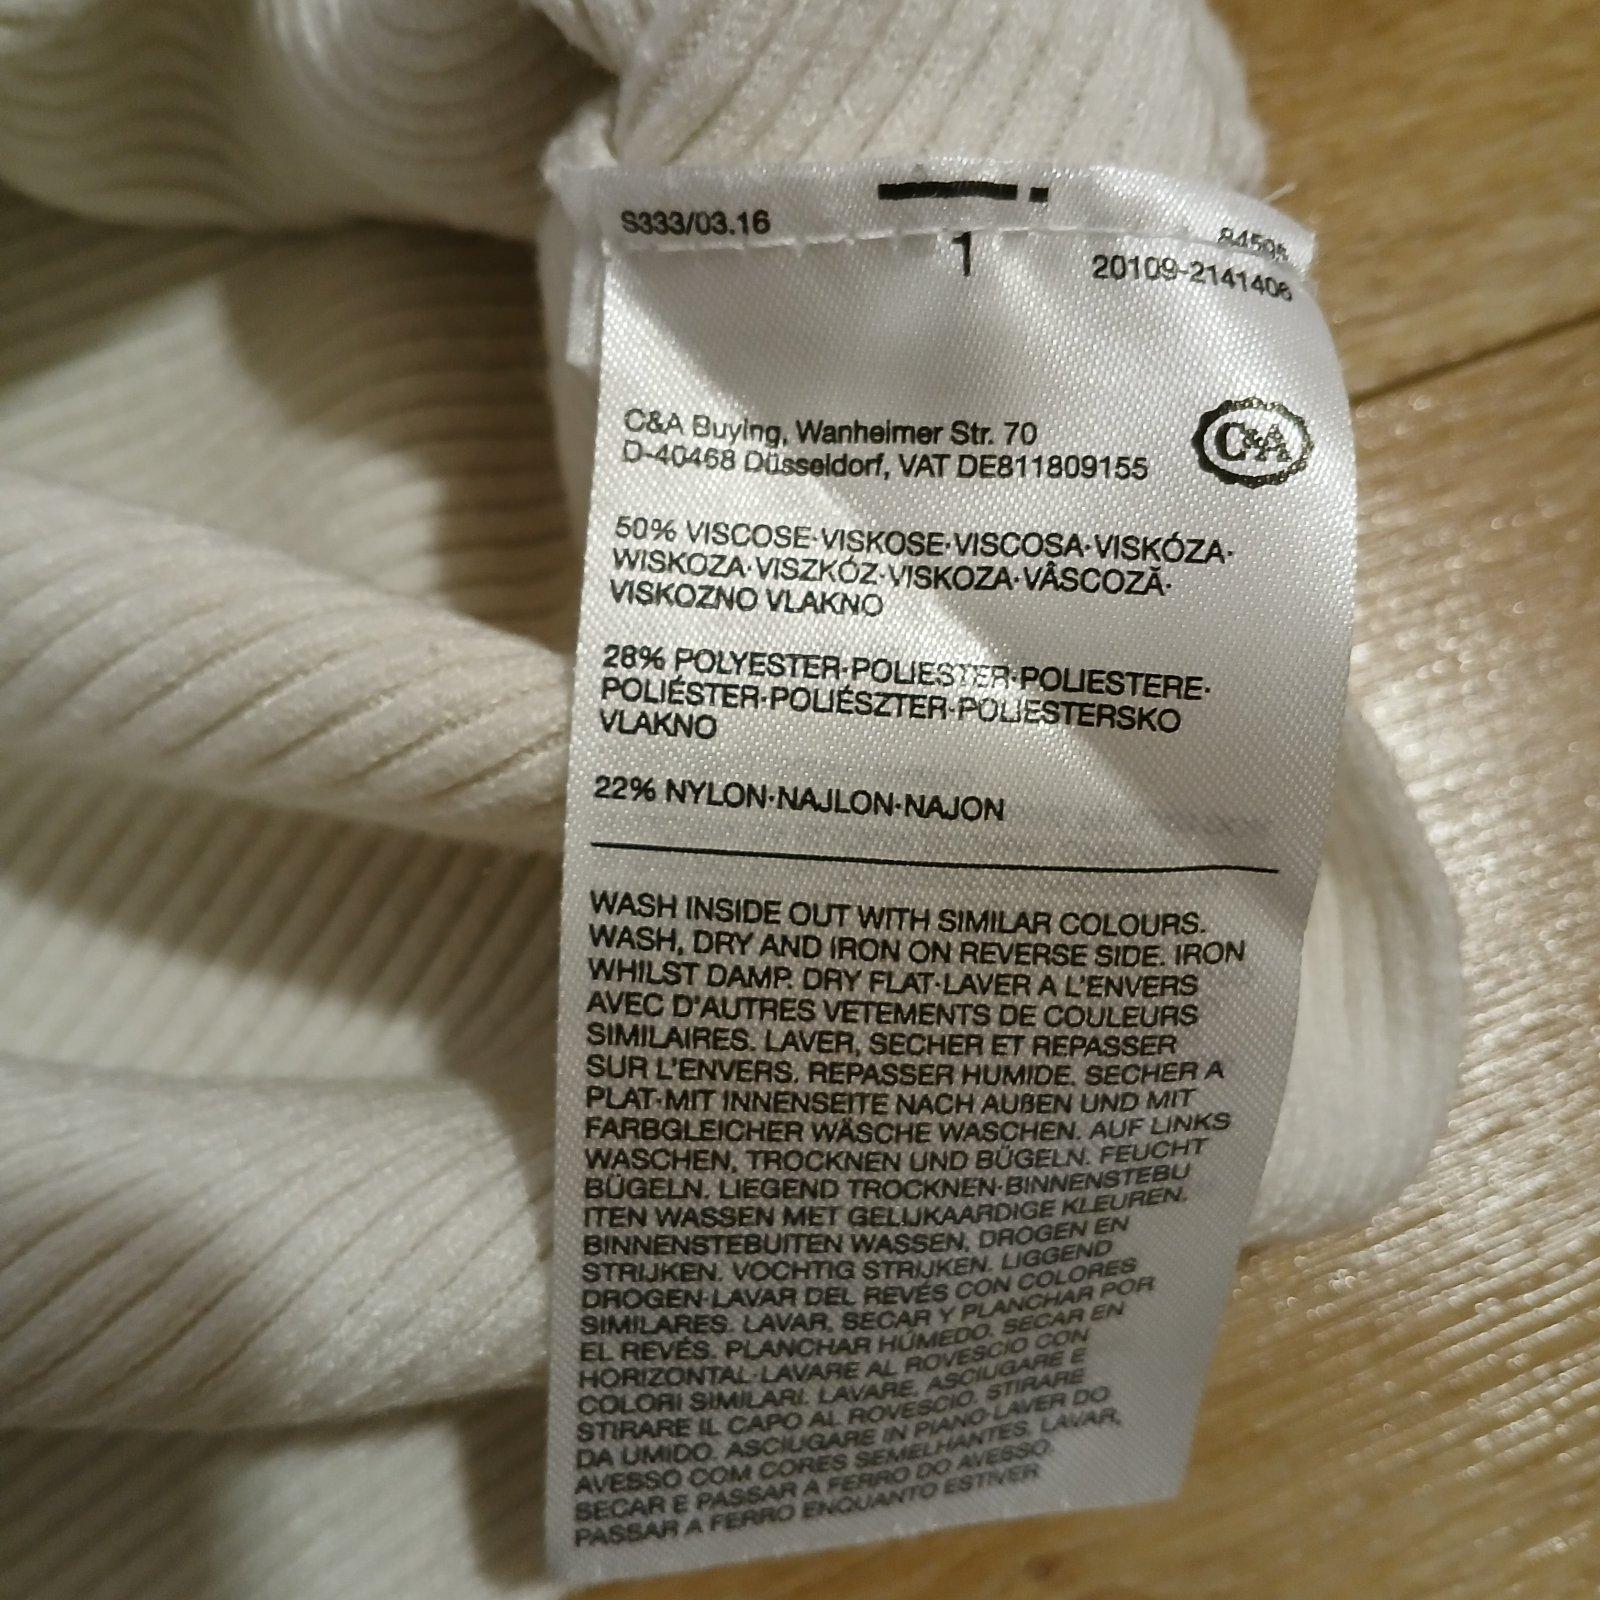 S333/03.16
1
20109-2141406
C&A Buying, Wanheimer Str. 70
D-40468 Düsseldorf, VAT DE811809155
C&A
50% VISCOSE·VISKOSE·VISCOSA·VISKÓZA·
WISKOZA·VISZKÓZ·VISKOZA·VÂSCOZĂ·
VISKOZNO VLAKNO
28% POLYESTER·POLIESTER·POLIESTERE·
POLIÉSTER·POLIÉSZTER·POLIESTERSKO
VLAKNO
22% NYLON·NAJLON·NAJON
WASH INSIDE OUT WITH SIMILAR COLOURS.
WASH, DRY AND IRON ON REVERSE SIDE. IRON
WHILST DAMP. DRY FLAT·LAVER A L'ENVERS
AVEC D'AUTRES VETEMENTS DE COULEURS
SIMILAIRES. LAVER, SECHER ET REPASSER
SUR L'ENVERS. REPASSER HUMIDE. SECHER A
PLAT·MIT INNENSEITE NACH AUßEN UND MIT
FARBGLEICHER WÄSCHE WASCHEN. AUF LINKS
WASCHEN, TROCKNEN UND BÜGELN. FEUCHT
BÜGELN. LIEGEND TROCKNEN·BINNENSTEBU
ITEN WASSEN MET GELIJKAARDIGE KLEUREN.
BINNENSTEBUITEN WASSEN, DROGEN EN
STRIJKEN. VOCHTIG STRIJKEN. LIGGEND
DROGEN·LAVAR DEL REVÉS CON COLORES
SIMILARES. LAVAR, SECAR Y PLANCHAR POR
EL REVÉS. PLANCHAR HÚMEDO. SECAR EN
HORIZONTAL·LAVARE AL ROVESCIO CON
COLORI SIMILARI. LAVARE, ASCIUGARE E
STIRARE IL CAPO AL ROVESCIO. STIRARE
DA UMIDO. ASCIUGARE IN PIANO·LAVER DO
AVESSO COM CORES SEMELHANTES. LAVAR,
SECAR E PASSAR A FERRO DO AVESSO.
PASSAR A FERRO ENQUANTO ESTIVER